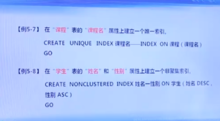 【例5-7】 在“课程”表的“课程名”属性上建立一个唯一索引。
CREATE UNIQUE INDEX 课程名——INDEX ON 课程（课程名）
GO
【例5-8】 在“学生”表的“姓名”和“性别”属性上建立一个非聚集索引。
CREATE NONCLUSTERED INDEX 姓名—性别 ON 学生（姓名 DESC，
性别 ASC）
GO